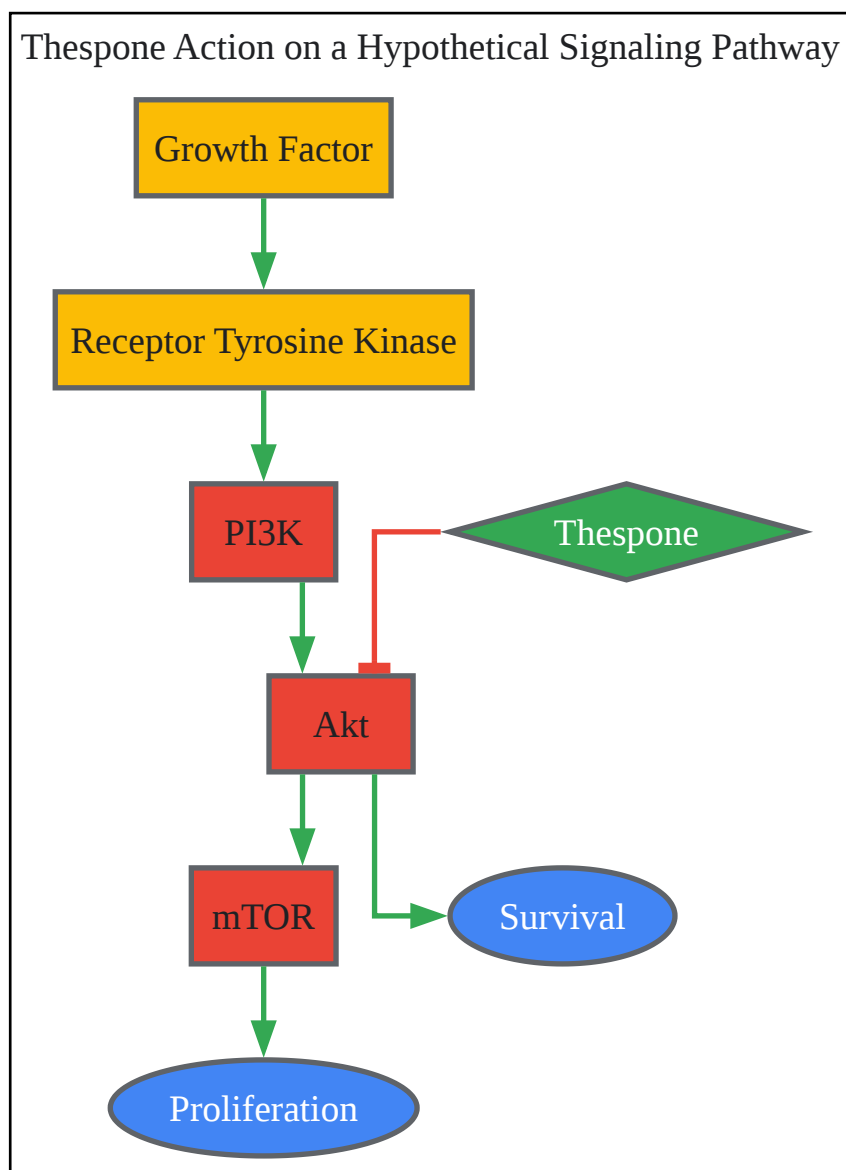 Thespone Action on a Hypothetical Signaling Pathway
Growth Factor
Receptor Tyrosine Kinase
PI3K
Thespone
Akt
mTOR
Survival
Proliferation